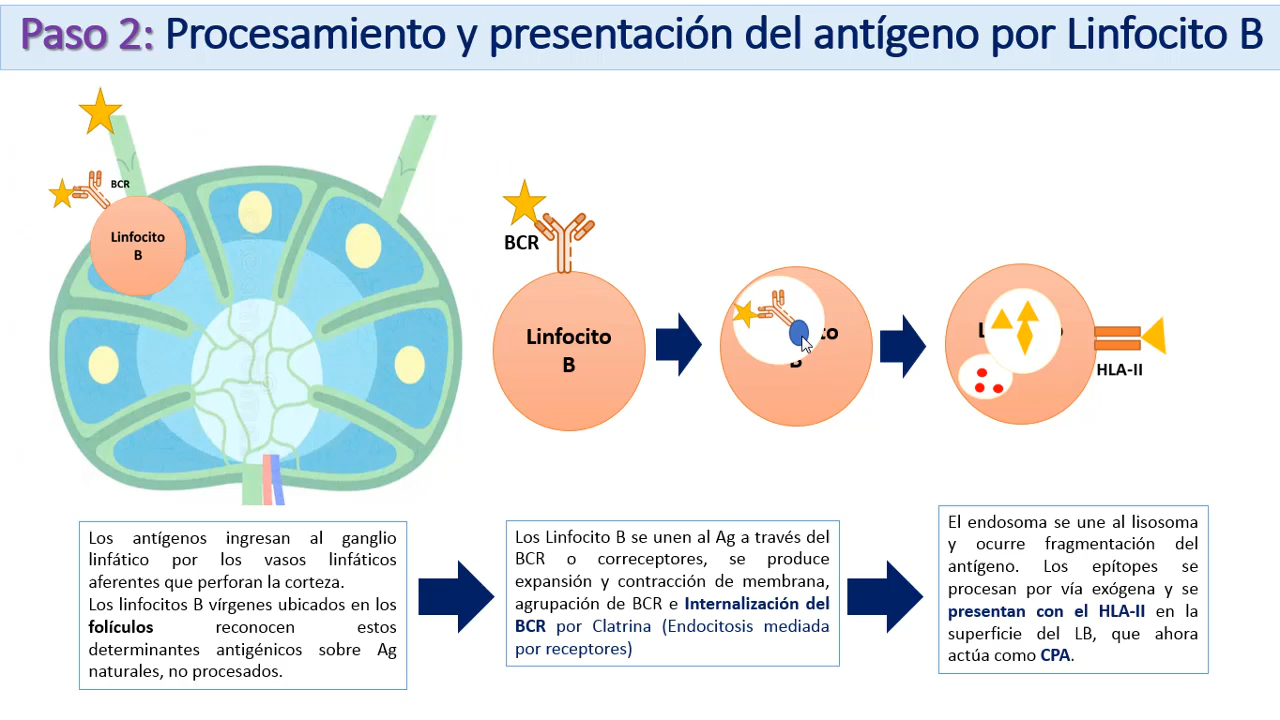 Paso 2: Procesamiento y presentación del antígeno por Linfocito B
BCR
Linfocito
B
BCR
Linfocito
B
to
B
L
HLA-II
Los antígenos ingresan al ganglio
linfático por los vasos linfáticos
aferentes que perforan la corteza.
Los linfocitos B vírgenes ubicados en los
folículos reconocen estos
determinantes antigénicos sobre Ag
naturales, no procesados.
Los Linfocito B se unen al Ag a través del
BCR o correceptores, se produce
expansión y contracción de membrana,
agrupación de BCR e Internalización del
BCR por Clatrina (Endocitosis mediada
por receptores)
El endosoma se une al lisosoma
y ocurre fragmentación del
antígeno. Los epítopes se
procesan por vía exógena y se
presentan con el HLA-II en la
superficie del LB, que ahora
actúa como CPA.